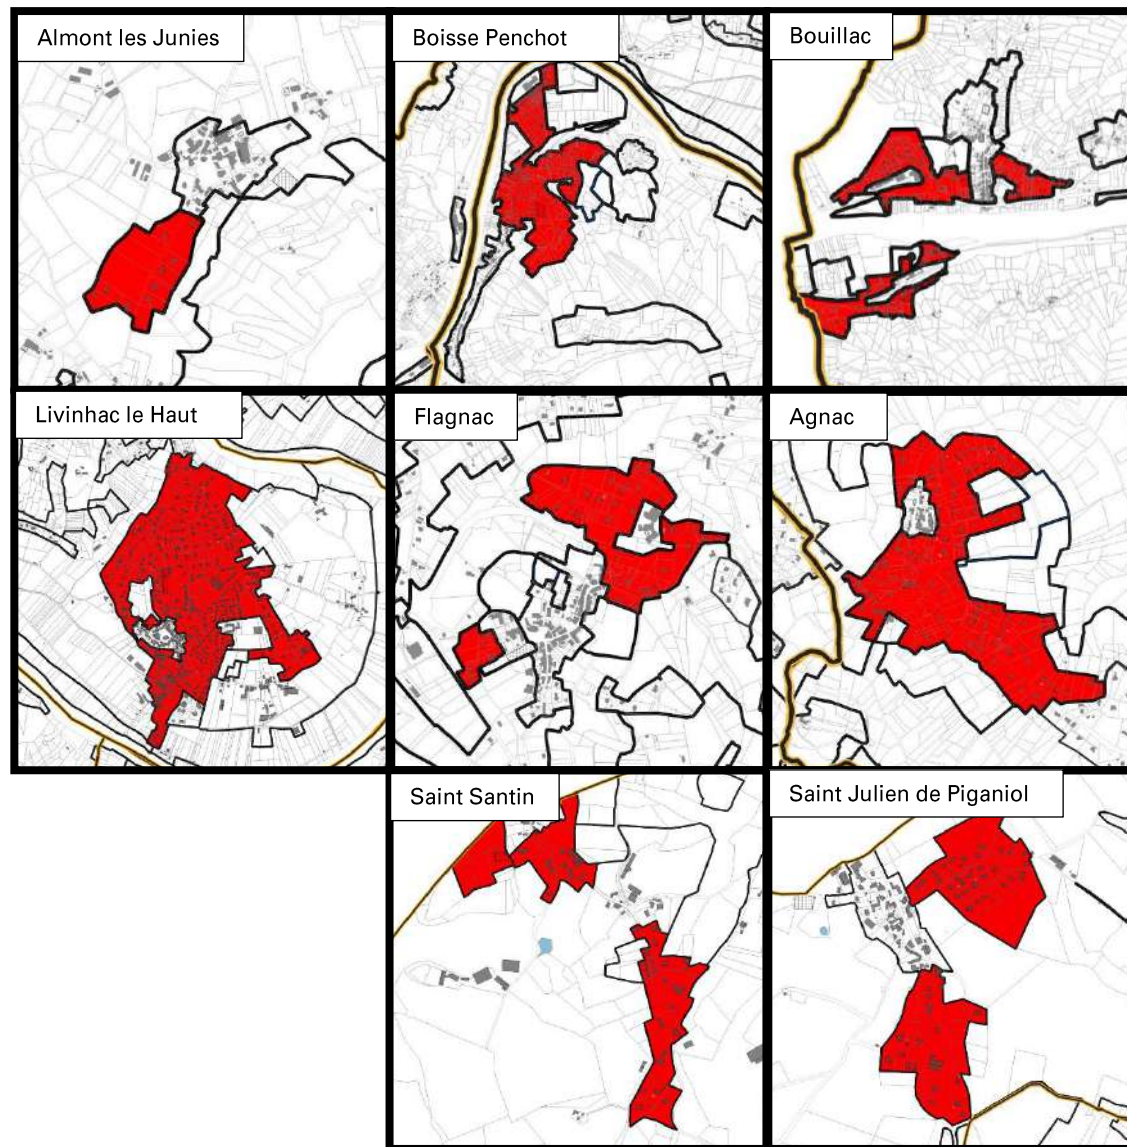 Almont les Junies
Boisse Penchot
Bouillac
Livinhac le Haut
Flagnac
Agnac
Saint Santin
Saint Julien de Piganiol